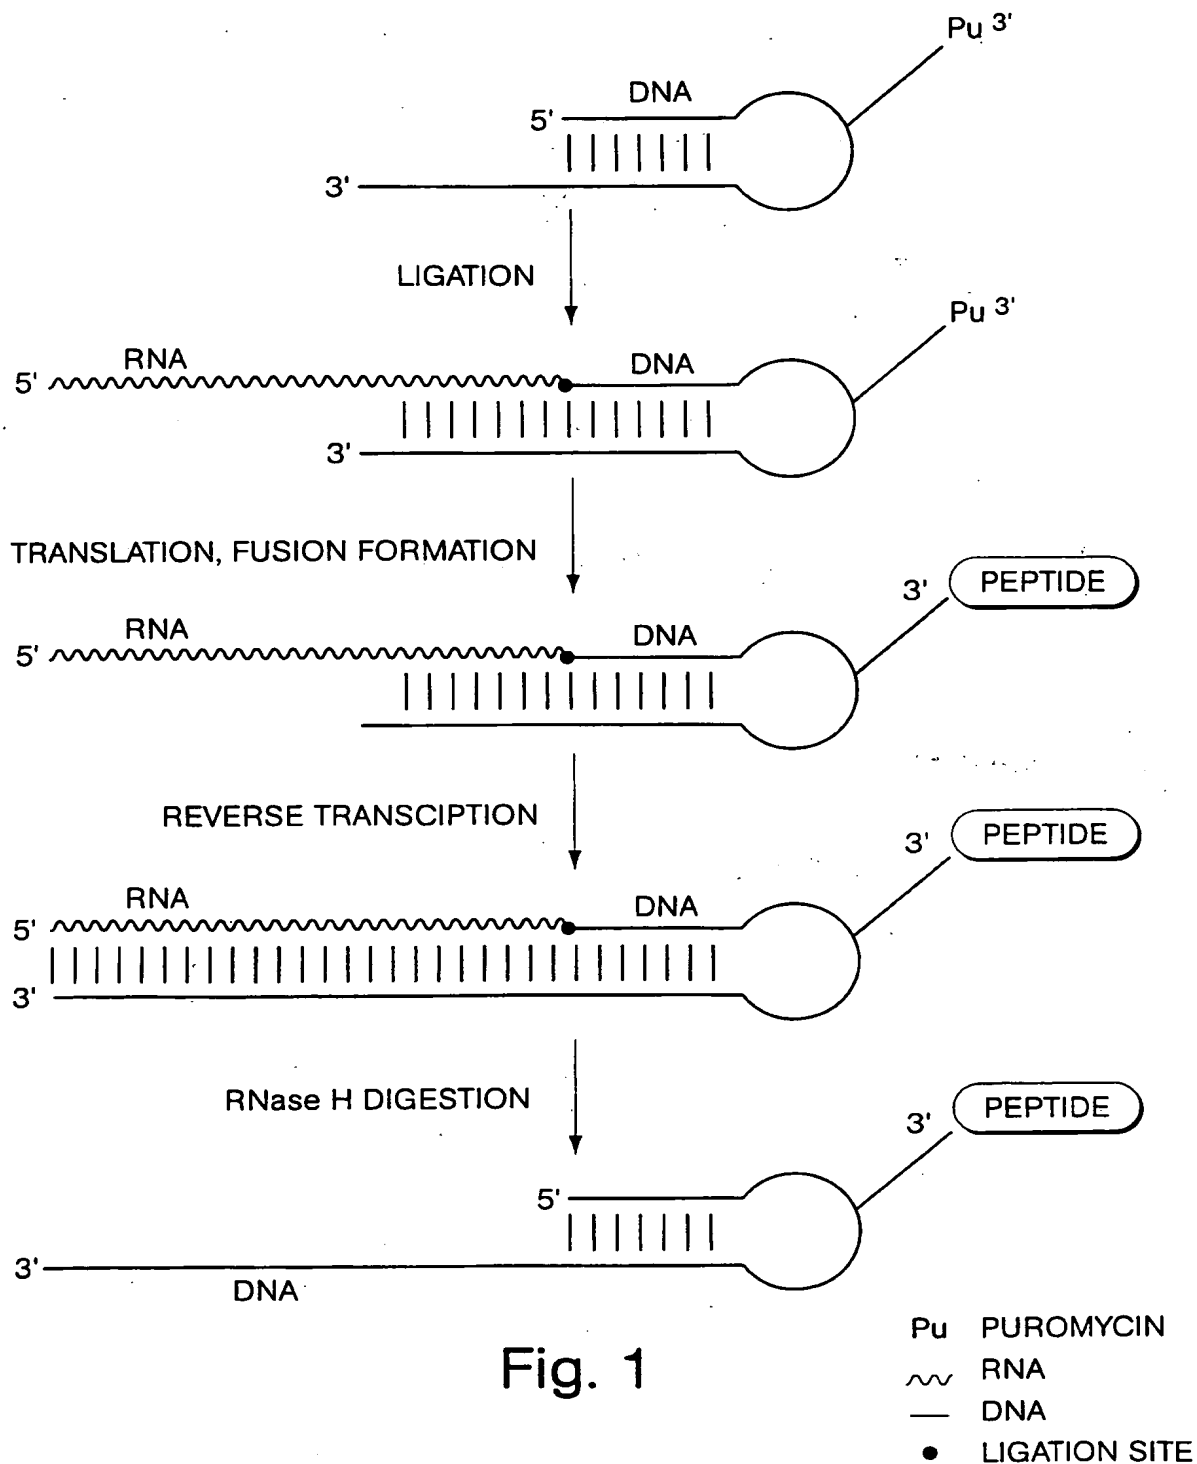 Pu 3'
DNA
5'
3'
LIGATION
Pu 3'
RNA
DNA
5'
3'
TRANSLATION, FUSION FORMATION
3' PEPTIDE
RNA
DNA
5'
REVERSE TRANSCIPTION
3' PEPTIDE
RNA
DNA
5'
3'
RNase H DIGESTION
3' PEPTIDE
5'
3'
DNA
Fig. 1
Pu PUROMYCIN
RNA
DNA
LIGATION SITE